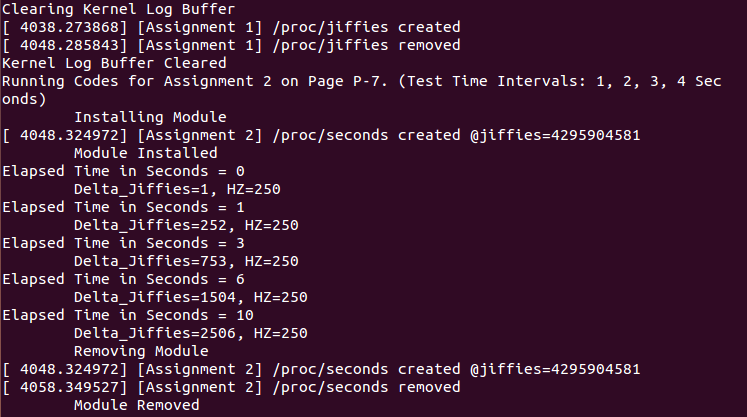 Clearing Kernel Log Buffer
[ 4038.273868] [Assignment 1] /proc/jiffies created
[ 4048.285843] [Assignment 1] /proc/jiffies removed
Kernel Log Buffer Cleared
Running Codes for Assignment 2 on Page P-7. (Test Time Intervals: 1, 2, 3, 4 Sec
onds)
        Installing Module
[ 4048.324972] [Assignment 2] /proc/seconds created @jiffies=4295904581
        Module Installed
Elapsed Time in Seconds = 0
        Delta_Jiffies=1, HZ=250
Elapsed Time in Seconds = 1
        Delta_Jiffies=252, HZ=250
Elapsed Time in Seconds = 3
        Delta_Jiffies=753, HZ=250
Elapsed Time in Seconds = 6
        Delta_Jiffies=1504, HZ=250
Elapsed Time in Seconds = 10
        Delta_Jiffies=2506, HZ=250
        Removing Module
[ 4048.324972] [Assignment 2] /proc/seconds created @jiffies=4295904581
[ 4058.349527] [Assignment 2] /proc/seconds removed
        Module Removed